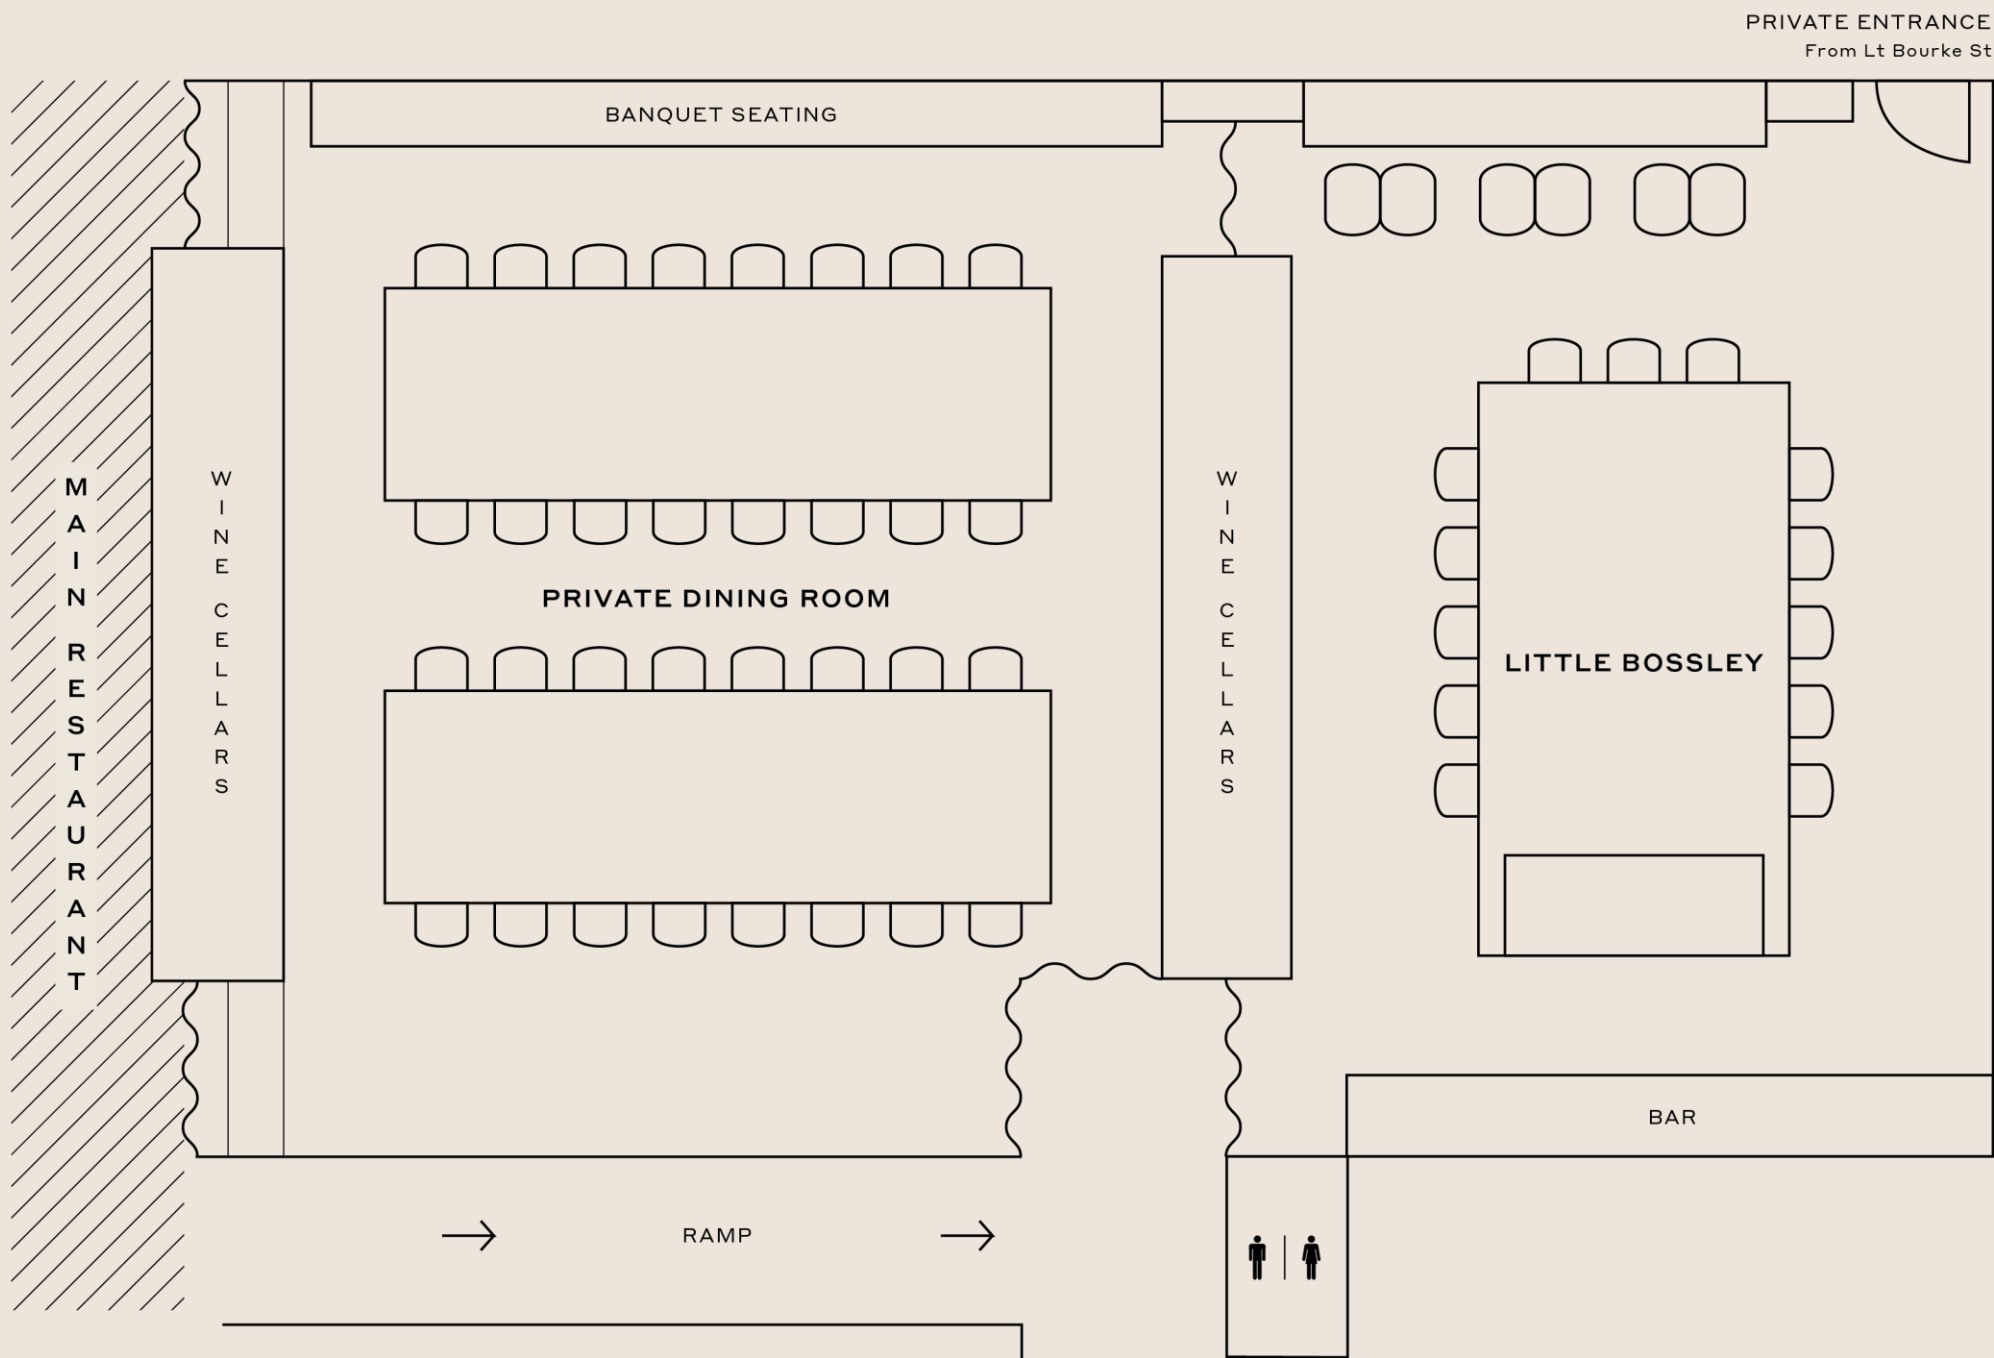 PRIVATE ENTRANCE
From Lt Bourke St
BANQUET SEATING
MAIN RESTAURANT
WINE CELLARS
PRIVATE DINING ROOM
WINE CELLARS
LITTLE BOSSLEY
BAR
RAMP